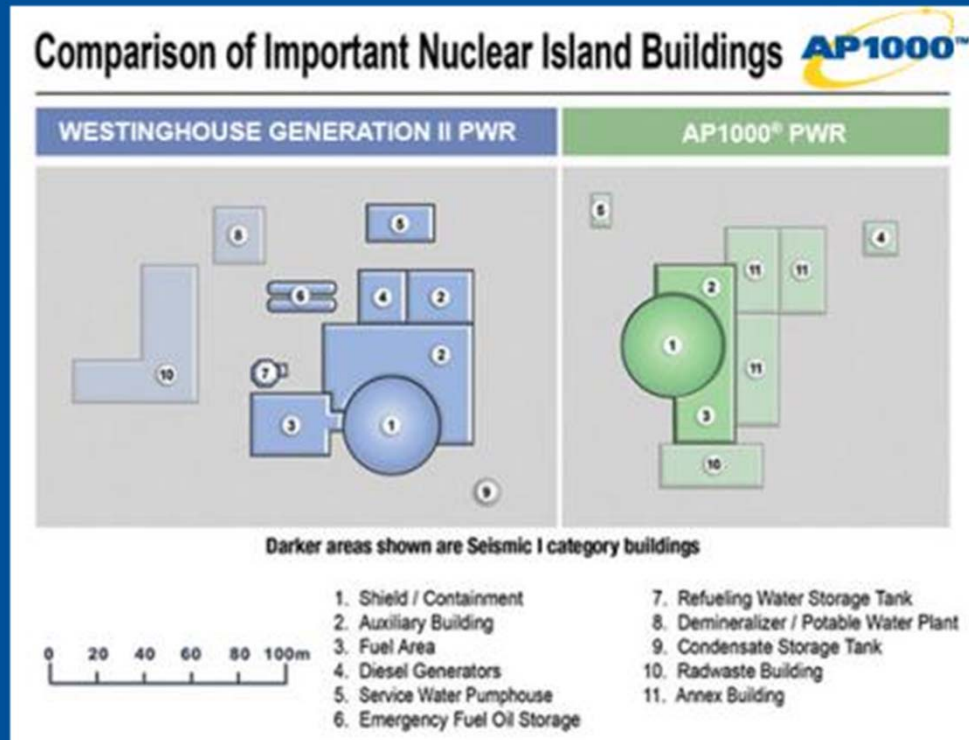 Comparison of Important Nuclear Island Buildings AP1000™
WESTINGHOUSE GENERATION II PWR
AP1000® PWR
8
5
6
4
2
2
10
7
3
1
9
5
4
11
11
2
1
11
3
10
Darker areas shown are Seismic I category buildings
0 20 40 60 80 100m
1. Shield / Containment
2. Auxiliary Building
3. Fuel Area
4. Diesel Generators
5. Service Water Pumphouse
6. Emergency Fuel Oil Storage
7. Refueling Water Storage Tank
8. Demineralizer / Potable Water Plant
9. Condensate Storage Tank
10. Radwaste Building
11. Annex Building